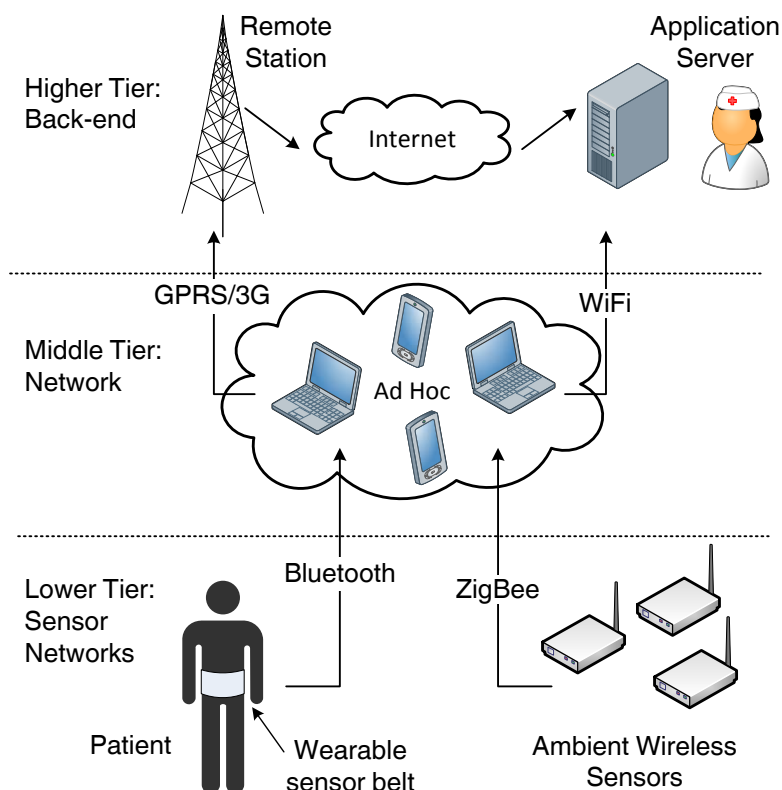 Remote
Station
Application
Server
Higher Tier:
Back-end
Internet
GPRS/3G
WiFi
Middle Tier:
Network
Ad Hoc
Bluetooth
ZigBee
Lower Tier:
Sensor
Networks
Patient
Wearable
sensor belt
Ambient Wireless
Sensors